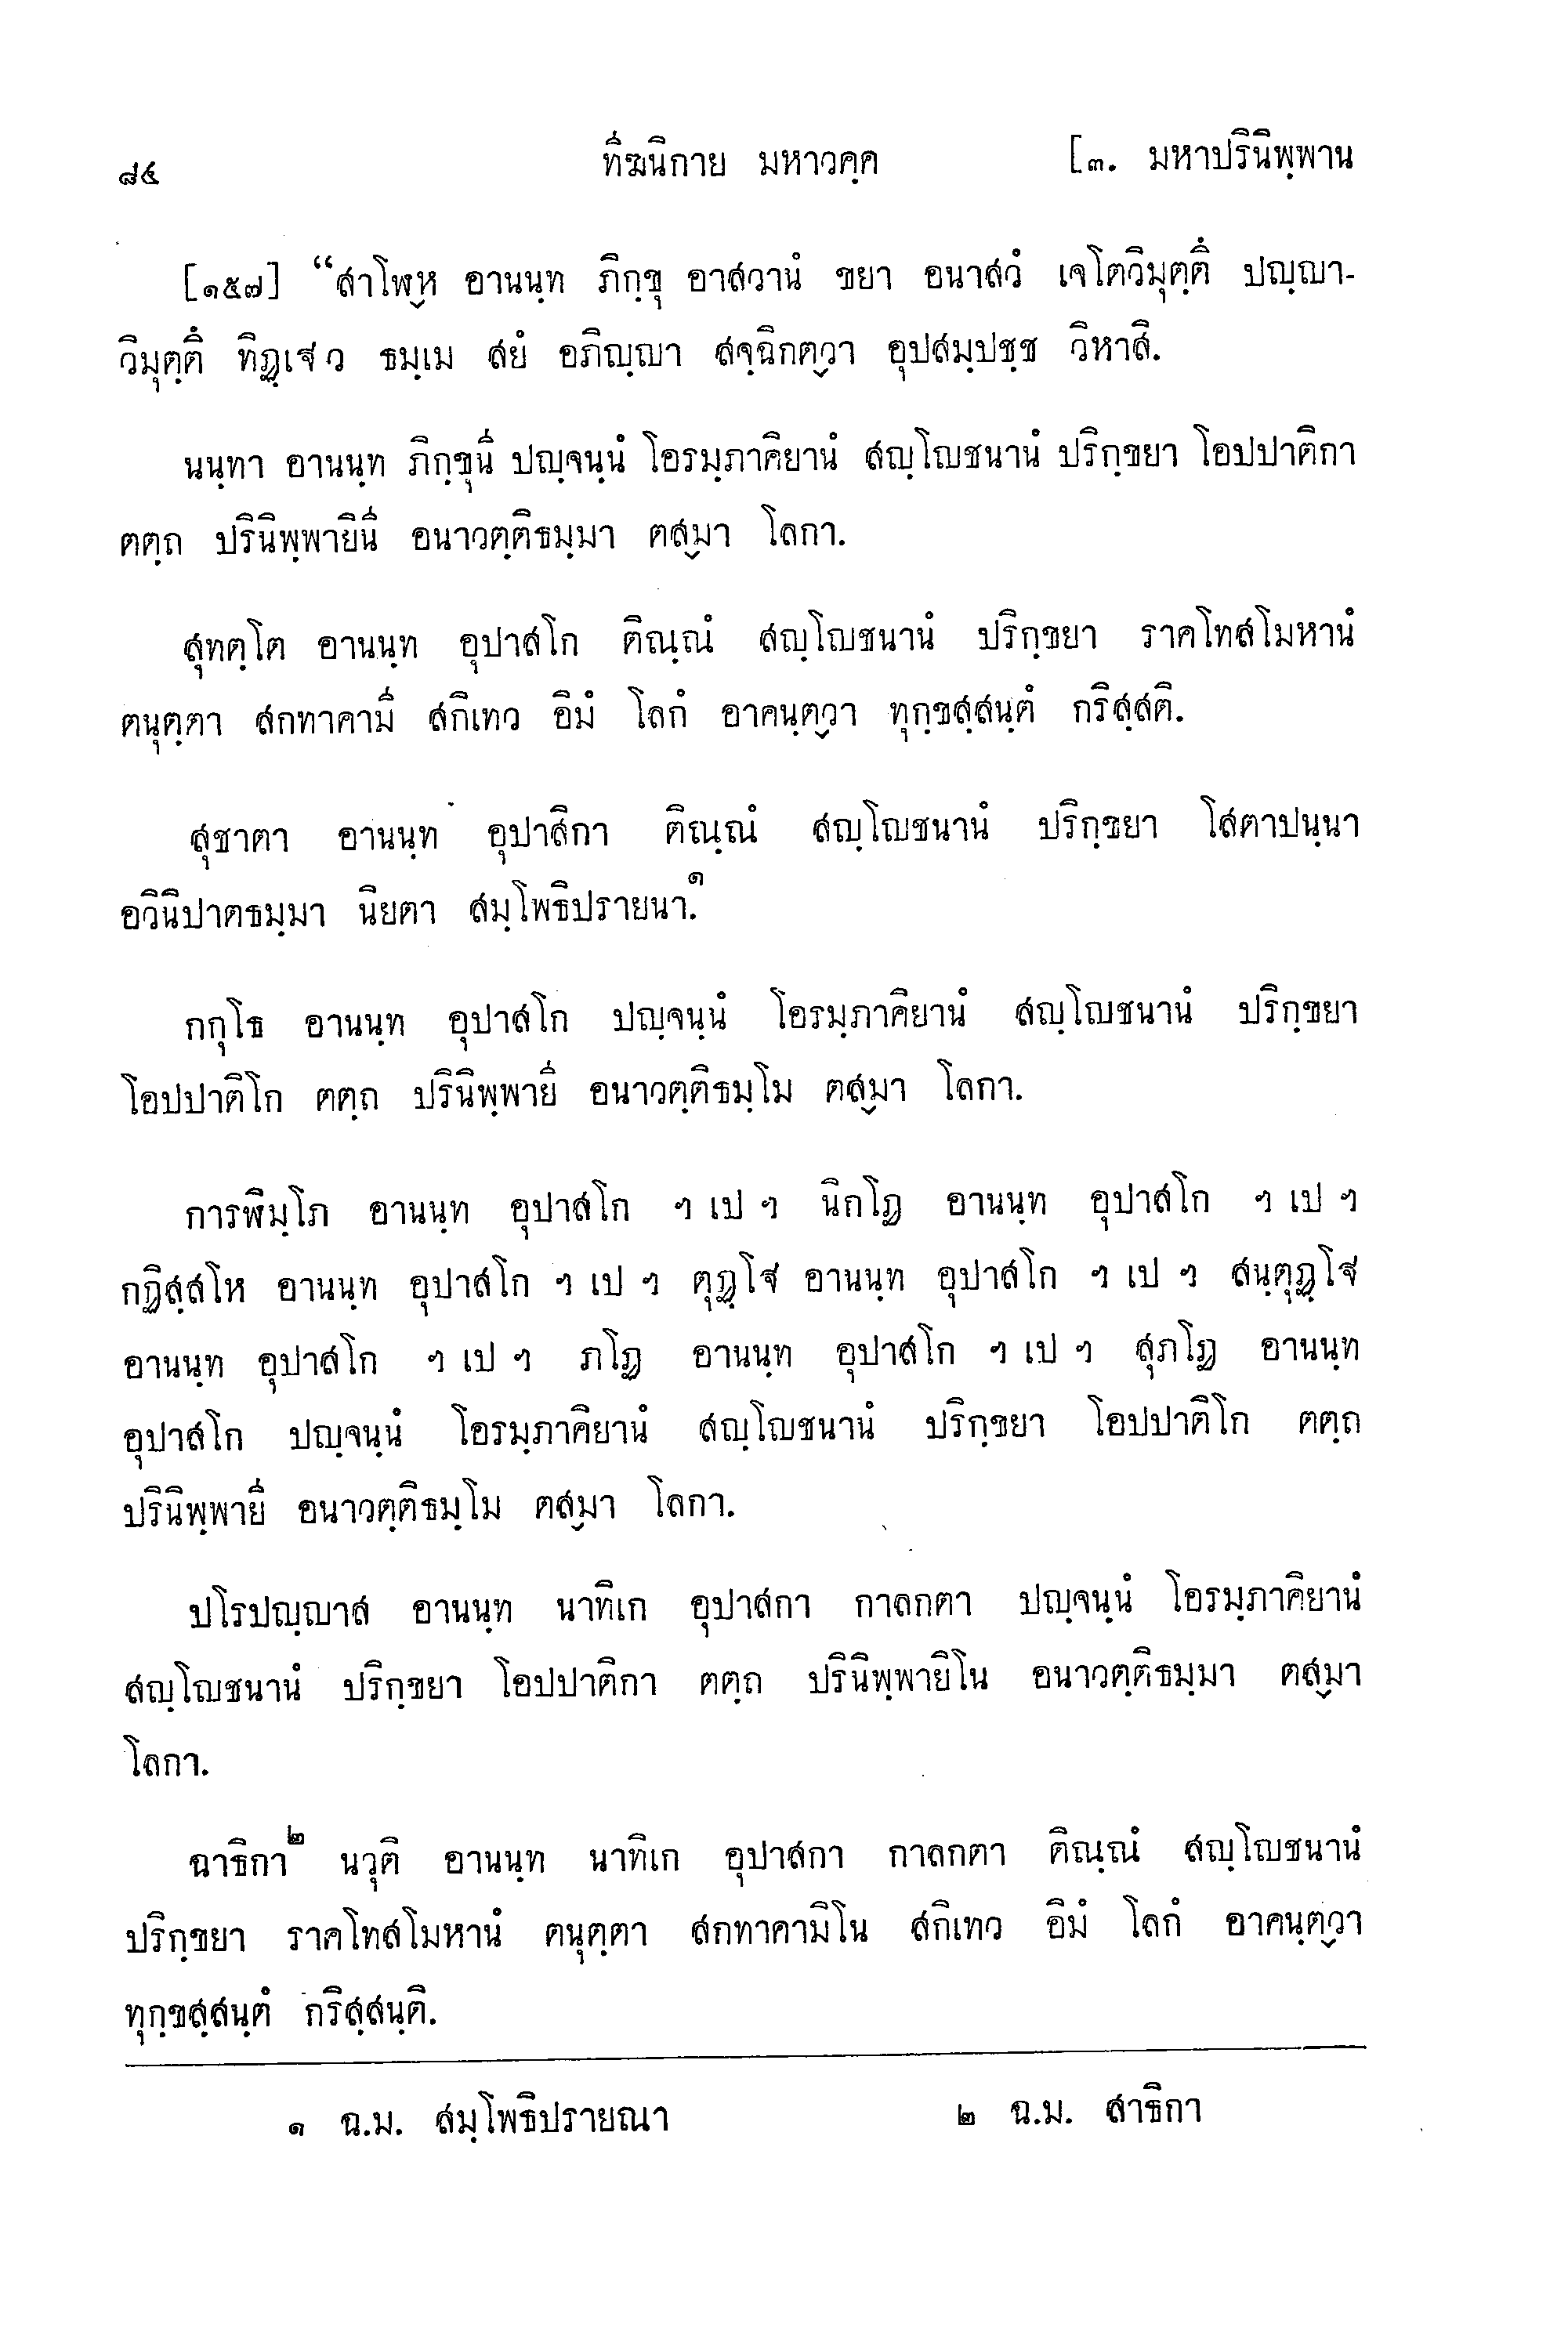 ๘๔ ทีฆนิกาย มหาวคฺค [๓. มหาปรินิพฺพาน
[๑๕๗] “สาโฬฺห อานนฺท ภิกฺขุ อาสวานํ ขยา อนาสวํ เจโตวิมุตฺตึ ปญฺญา-
วิมุตฺตึ ทิฏฺเฐว ธมฺเม สยํ อภิญฺญา สจฺฉิกตฺวา อุปสมฺปชฺช วิหาสิ.
นนฺทา อานนฺท ภิกฺขุนี ปญฺจนฺนํ โอรมฺภาคิยานํ สญฺโญชนานํ ปริกฺขยา โอปปาติกา
ตตฺถ ปรินิพฺพายินี อนาวตฺติธมฺมา ตสฺมา โลกา.
สุทตฺโต อานนฺท อุปาสโก ติณฺณํ สญฺโญชนานํ ปริกฺขยา ราคโทสโมหานํ
ตนุตฺตา สกทาคามี สกิเทว อิมํ โลกํ อาคนฺตฺวา ทุกฺขสฺสนฺตํ กริสฺสติ.
สุชาตา อานนฺท อุปาสิกา ติณฺณํ สญฺโญชนานํ ปริกฺขยา โสตาปนฺนา
อวินิปาตธมฺมา นิยตา สมฺโพธิปรายนา.๑
กกุโธ อานนฺท อุปาสโก ปญฺจนฺนํ โอรมฺภาคิยานํ สญฺโญชนานํ ปริกฺขยา
โอปปาติโก ตตฺถ ปรินิพฺพายี อนาวตฺติธมฺโม ตสฺมา โลกา.
การพิมฺโภ อานนฺท อุปาสโก ฯ เป ฯ นิกโฏ อานนฺท อุปาสโก ฯ เป ฯ
กฏิสฺสโห อานนฺท อุปาสโก ฯ เป ฯ ตุฏฺโฐ อานนฺท อุปาสโก ฯ เป ฯ สนฺตุฏฺโฐ
อานนฺท อุปาสโก ฯ เป ฯ ภโฏ อานนฺท อุปาสโก ฯ เป ฯ สุภโฏ อานนฺท
อุปาสโก ปญฺจนฺนํ โอรมฺภาคิยานํ สญฺโญชนานํ ปริกฺขยา โอปปาติโก ตตฺถ
ปรินิพฺพายี อนาวตฺติธมฺโม ตสฺมา โลกา.
ปโรปญฺญาส อานนฺท นาทิเก อุปาสกา กาลกตา ปญฺจนฺนํ โอรมฺภาคิยานํ
สญฺโญชนานํ ปริกฺขยา โอปปาติกา ตตฺถ ปรินิพฺพายิโน อนาวตฺติธมฺมา ตสฺมา
โลกา.
ฉาธิกา๒ นวุติ อานนฺท นาทิเก อุปาสกา กาลกตา ติณฺณํ สญฺโญชนานํ
ปริกฺขยา ราคโทสโมหานํ ตนุตฺตา สกทาคามิโน สกิเทว อิมํ โลกํ อาคนฺตฺวา
ทุกฺขสฺสนฺตํ กริสฺสนฺติ.
๑ ฉ.ม. สมฺโพธิปรายณา ๒ ฉ.ม. สาธิกา